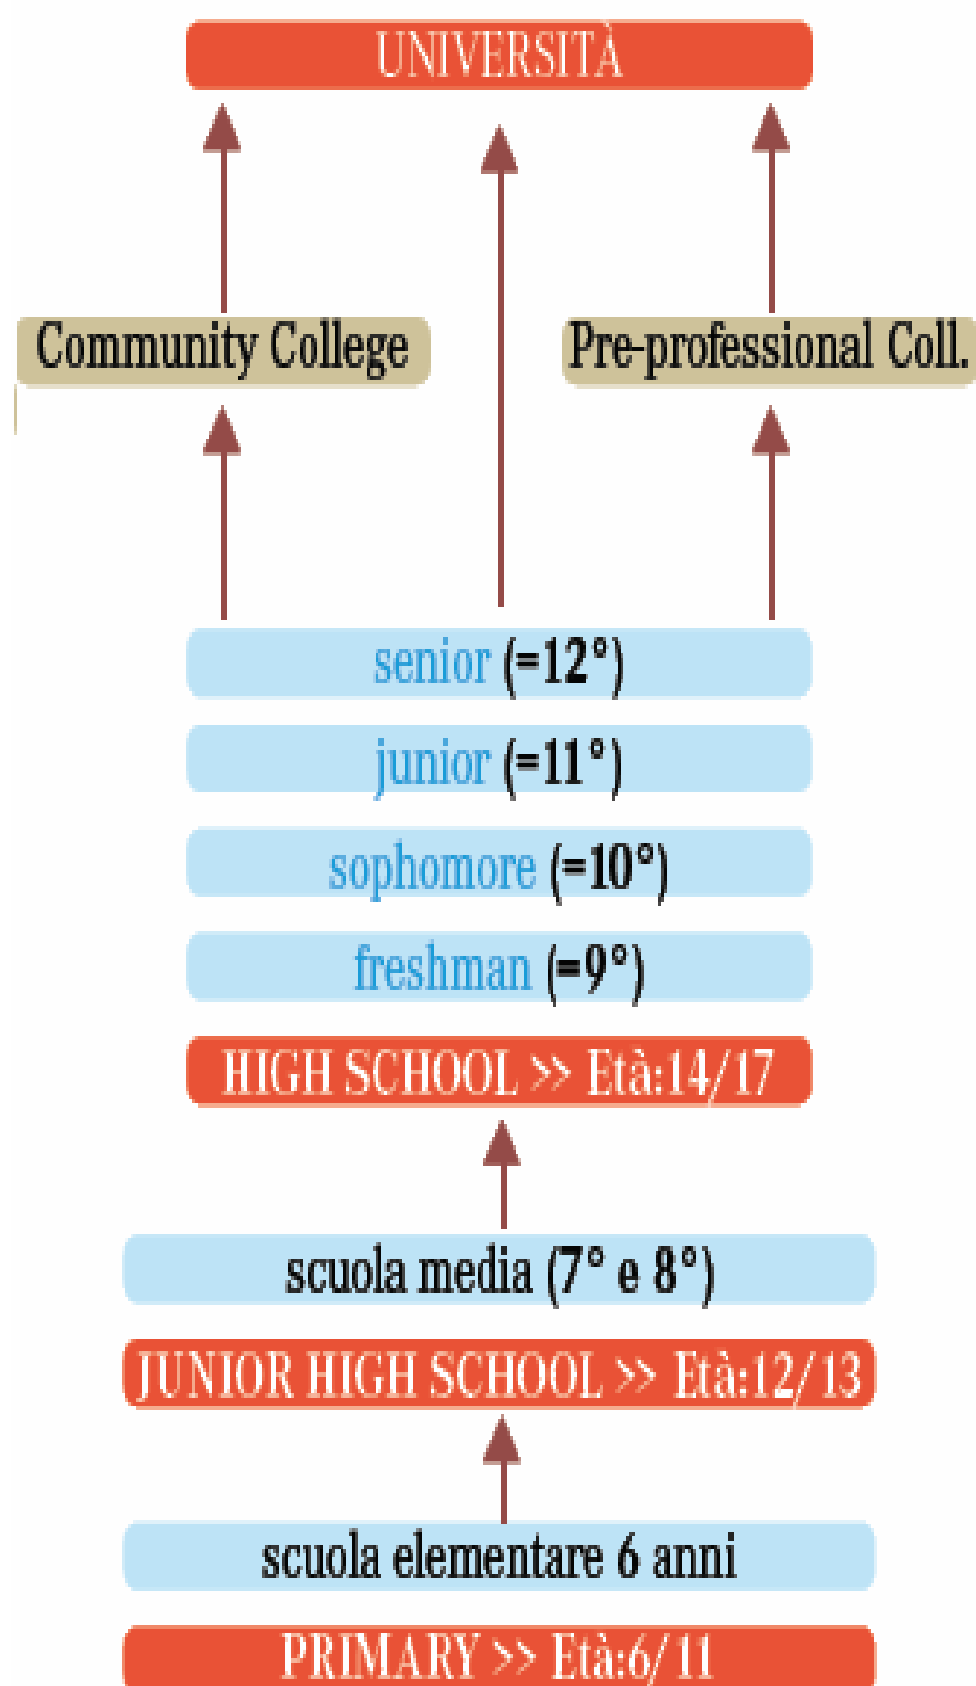 UNIVERSITÀ
Community College
Pre-professional Coll.
senior (=12°)
junior (=11°)
sophomore (=10°)
freshman (=9°)
HIGH SCHOOL >> Età:14/17
scuola media (7° e 8°)
JUNIOR HIGH SCHOOL >> Età:12/13
scuola elementare 6 anni
PRIMARY >> Età:6/11